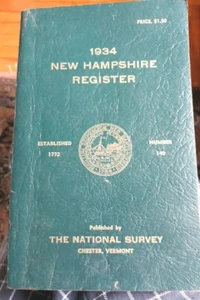 PRICE, $1.50
1934
NEW HAMPSHIRE
REGISTER
ESTABLISHED
1772
NUMBER
140
Published by
THE NATIONAL SURVEY
CHESTER, VERMONT